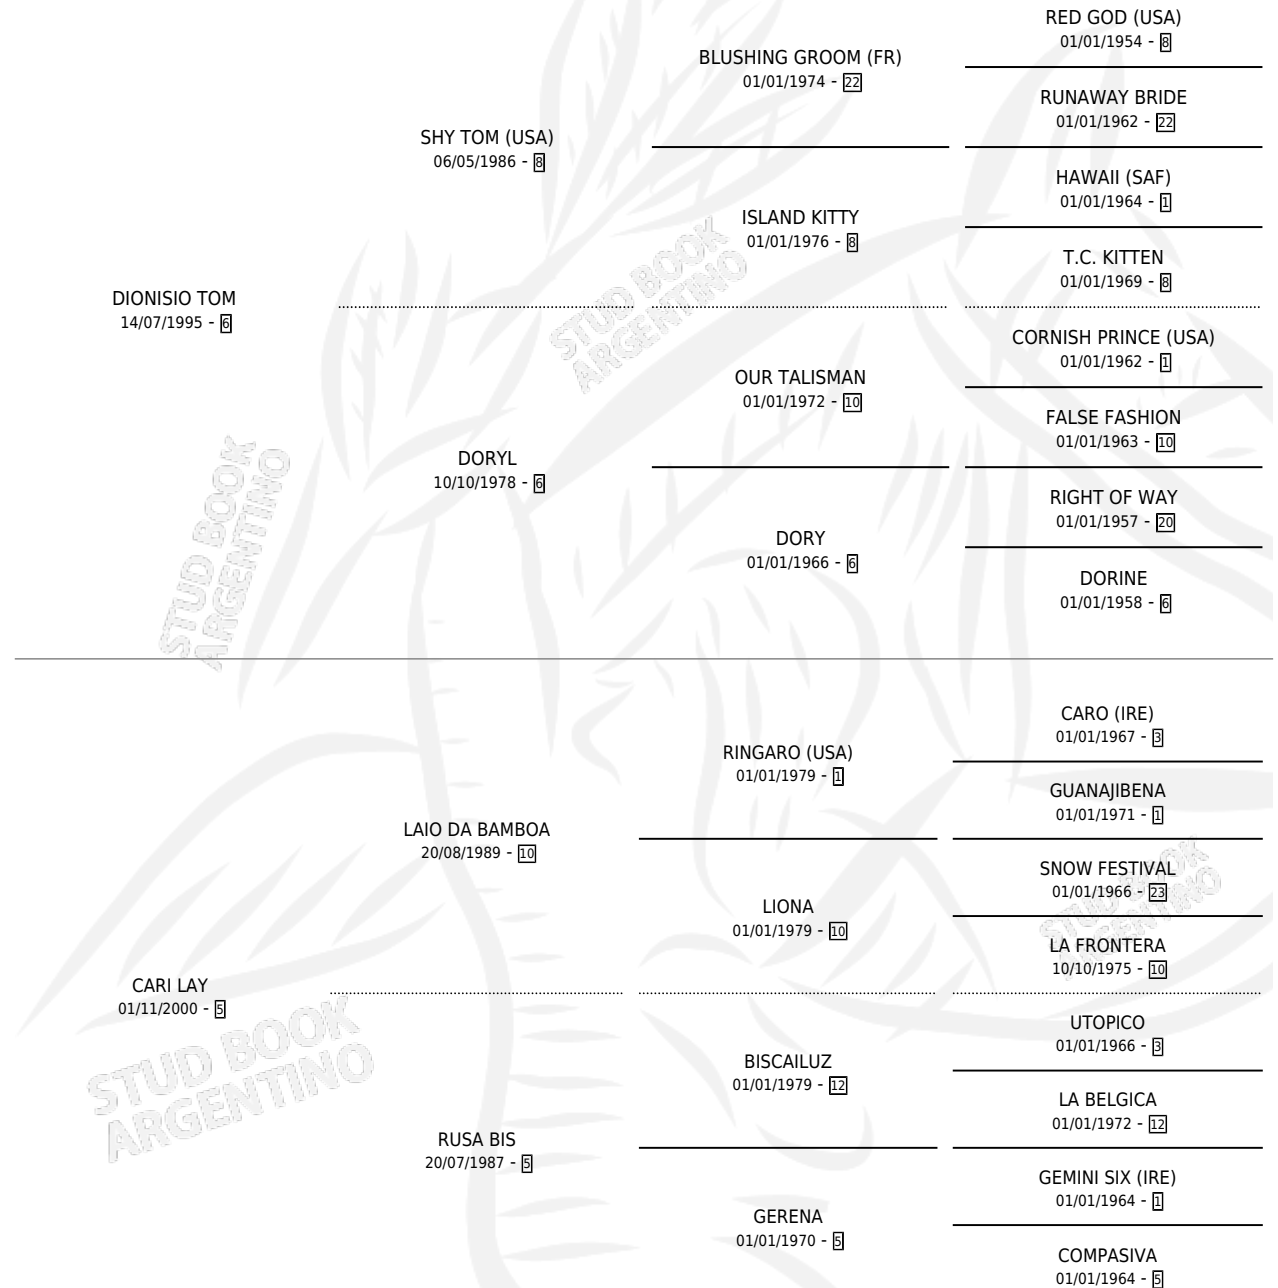 RED GOD (USA)
01/01/1954 - 8
BLUSHING GROOM (FR)
01/01/1974 - 22
RUNAWAY BRIDE
01/01/1962 - 22
SHY TOM (USA)
06/05/1986 - 8
HAWAII (SAF)
01/01/1964 - 1
ISLAND KITTY
01/01/1976 - 8
T.C. KITTEN
01/01/1969 - 8
DIONISIO TOM
14/07/1995 - 6
CORNISH PRINCE (USA)
01/01/1962 - 1
OUR TALISMAN
01/01/1972 - 10
FALSE FASHION
01/01/1963 - 10
DORYL
10/10/1978 - 6
RIGHT OF WAY
01/01/1957 - 20
DORY
01/01/1966 - 6
DORINE
01/01/1958 - 6
CARO (IRE)
01/01/1967 - 3
RINGARO (USA)
01/01/1979 - 1
GUANAJIBENA
01/01/1971 - 1
LAIO DA BAMBOA
20/08/1989 - 10
SNOW FESTIVAL
01/01/1966 - 23
LIONA
01/01/1979 - 10
LA FRONTERA
10/10/1975 - 10
CARI LAY
01/11/2000 - 5
UTOPICO
01/01/1966 - 3
BISCAILUZ
01/01/1979 - 12
LA BELGICA
01/01/1972 - 12
RUSA BIS
20/07/1987 - 5
GEMINI SIX (IRE)
01/01/1964 - 1
GERENA
01/01/1970 - 5
COMPASIVA
01/01/1964 - 5
STUD BOOK
ARGENTINO
STUD BOOK
ARGENTINO
STUD BOOK
ARGENTINO
STUD BOOK
ARGENTINO